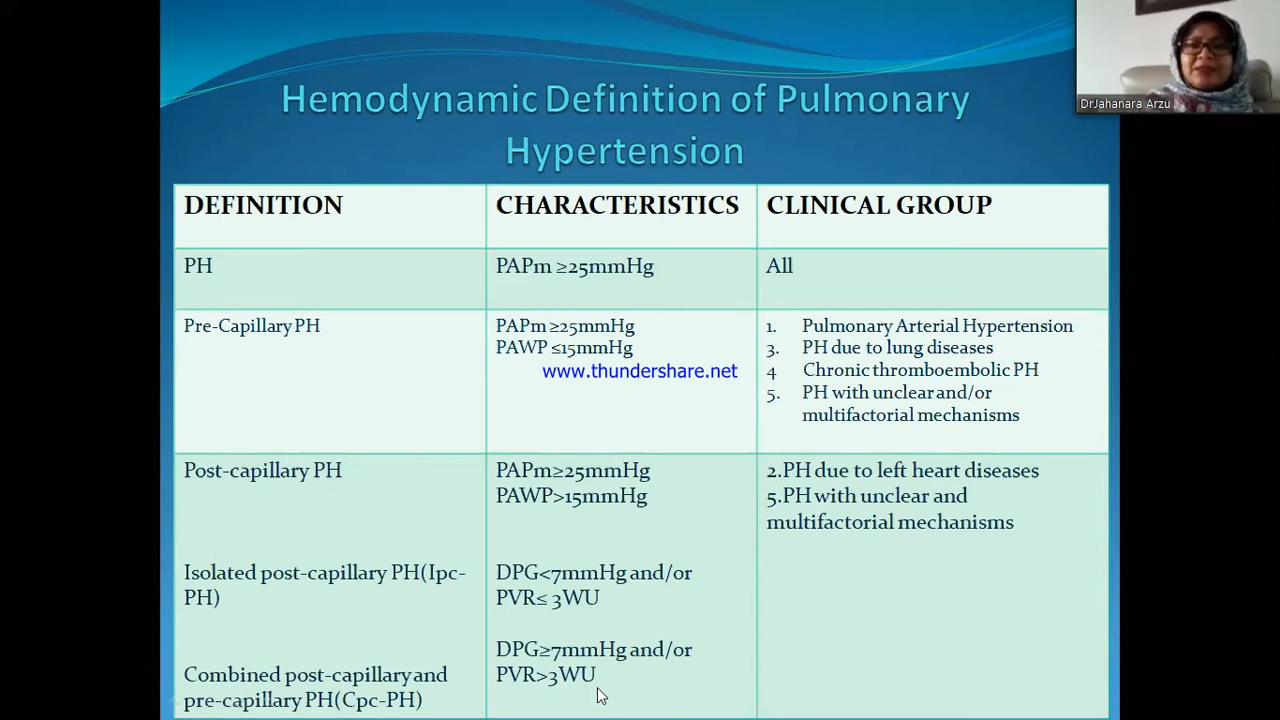 DrJahanara Arzu
Hemodynamic Definition of Pulmonary
Hypertension
DEFINITION
CHARACTERISTICS
CLINICAL GROUP
PH
PAPm ≥25mmHg
All
Pre-Capillary PH
PAPm ≥25mmHg
PAWP ≤15mmHg
www.thundershare.net
1. Pulmonary Arterial Hypertension
3. PH due to lung diseases
4 Chronic thromboembolic PH
5. PH with unclear and/or
multifactorial mechanisms
Post-capillary PH
PAPm≥25mmHg
PAWP>15mmHg
2.PH due to left heart diseases
5.PH with unclear and
multifactorial mechanisms
Isolated post-capillary PH(Ipc-
PH)
DPG<7mmHg and/or
PVR≤ 3WU
Combined post-capillary and
pre-capillary PH(Cpc-PH)
DPG≥7mmHg and/or
PVR>3WU